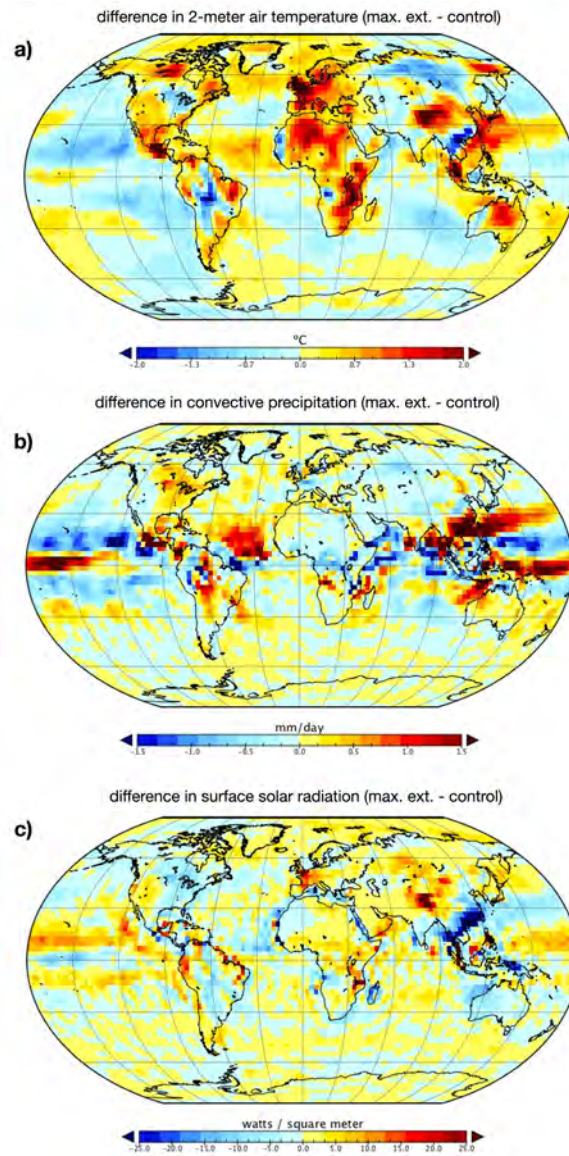 difference in 2-meter air temperature (max. ext. - control)
a)
°C
-2.0 -1.3 -0.7 0.0 0.7 1.3 2.0
difference in convective precipitation (max. ext. - control)
b)
mm/day
-1.5 -1.0 -0.5 0.0 0.5 1.0 1.5
difference in surface solar radiation (max. ext. - control)
c)
watts / square meter
-25.0 -20.0 -15.0 -10.0 -5.0 0.0 5.0 10.0 15.0 20.0 25.0